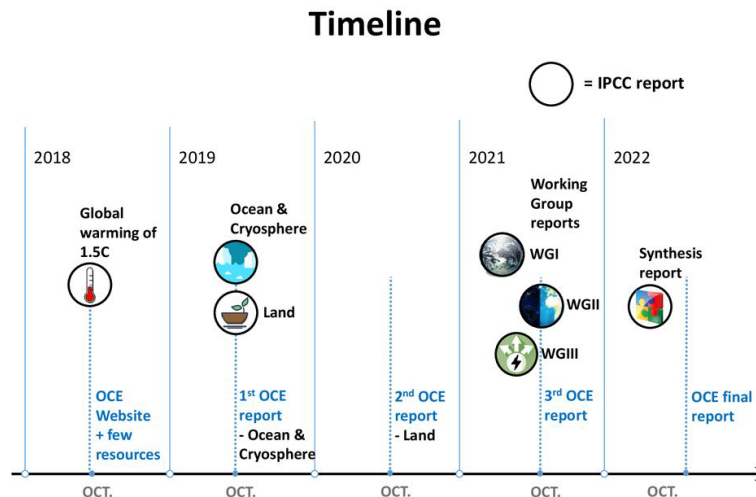 Timeline
= IPCC report
2018
2019
2020
2021
2022
Global
warming of
1.5C
Ocean &
Cryosphere
Land
Working
Group
reports
WGI
WGII
WGIII
Synthesis
report
OCE
Website
+ few
resources
1st OCE
report
- Ocean &
Cryosphere
2nd OCE
report
- Land
3rd OCE
report
OCE final
report
OCT.
OCT.
OCT.
OCT.
OCT.